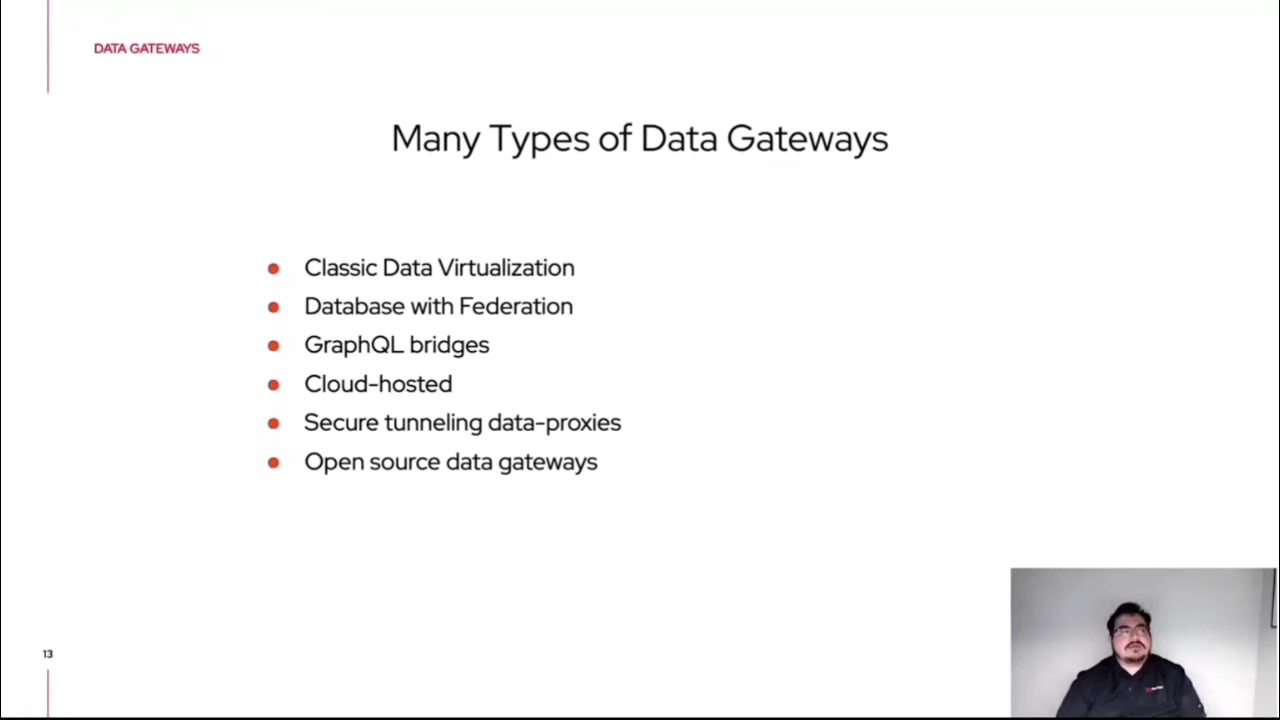 DATA GATEWAYS
Many Types of Data Gateways
Classic Data Virtualization
Database with Federation
GraphQL bridges
Cloud-hosted
Secure tunneling data-proxies
Open source data gateways
13